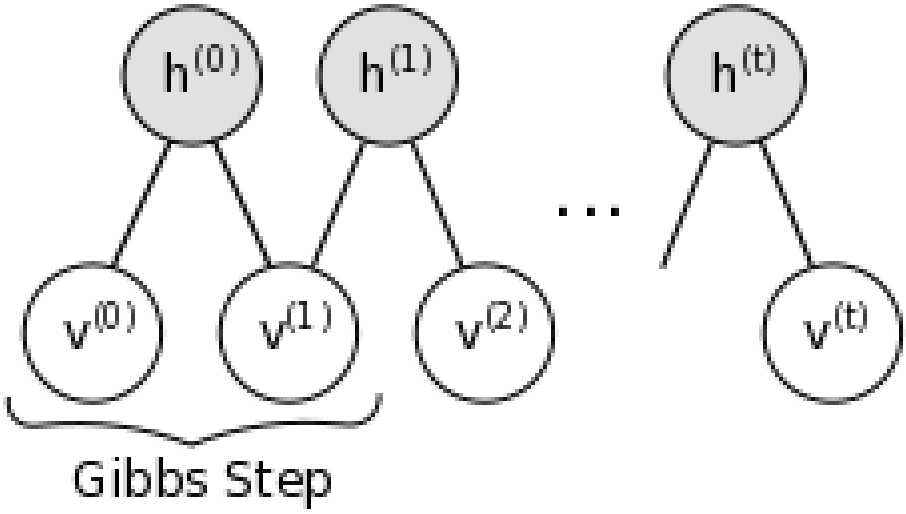 h(0) h(1) h(t)
...
v(0) v(1) v(2) v(t)
Gibbs Step